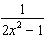 1
2x² − 1